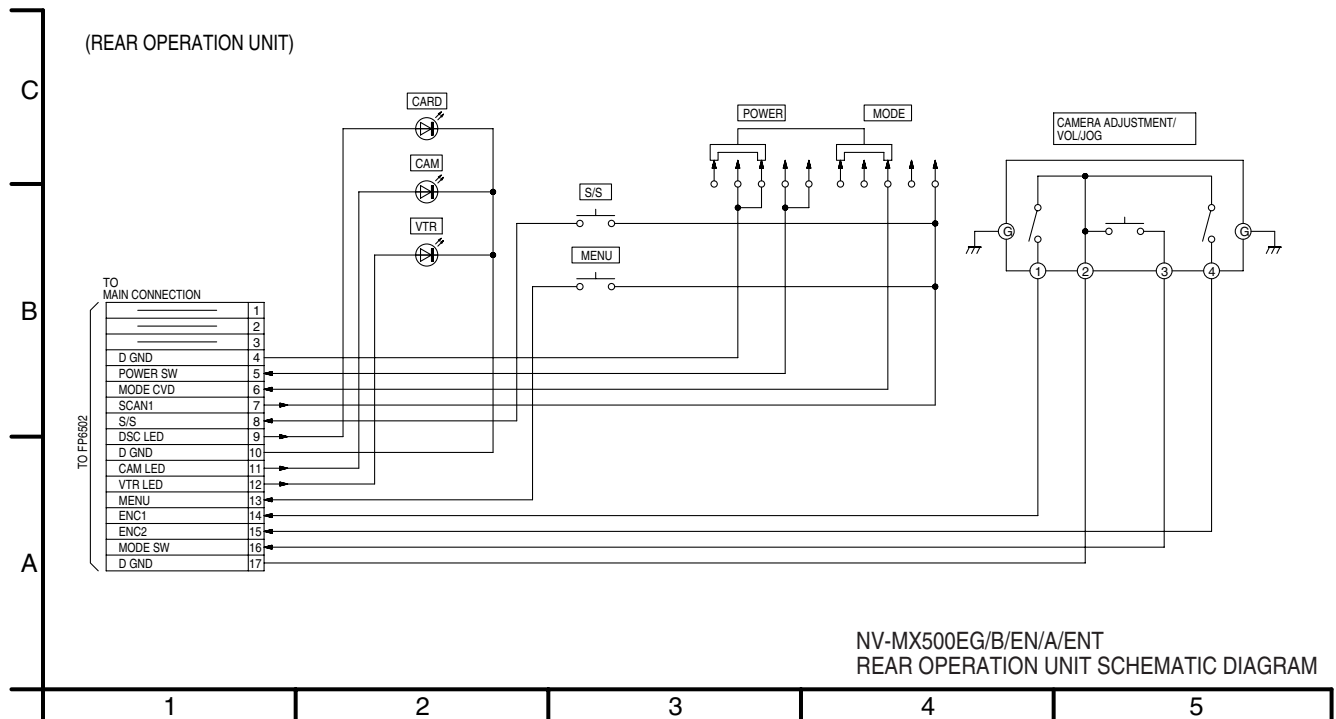 (REAR OPERATION UNIT)
C
B
A
CARD
CAM
VTR
S/S
MENU
POWER
MODE
CAMERA ADJUSTMENT/
VOL/JOG
G
G
1
2
3
4
TO
MAIN CONNECTION
TO FP6502
1
2
3
D GND 4
POWER SW 5
MODE CVD 6
SCAN1 7
S/S 8
DSC LED 9
D GND 10
CAM LED 11
VTR LED 12
MENU 13
ENC1 14
ENC2 15
MODE SW 16
D GND 17
NV-MX500EG/B/EN/A/ENT
REAR OPERATION UNIT SCHEMATIC DIAGRAM
1 2 3 4 5